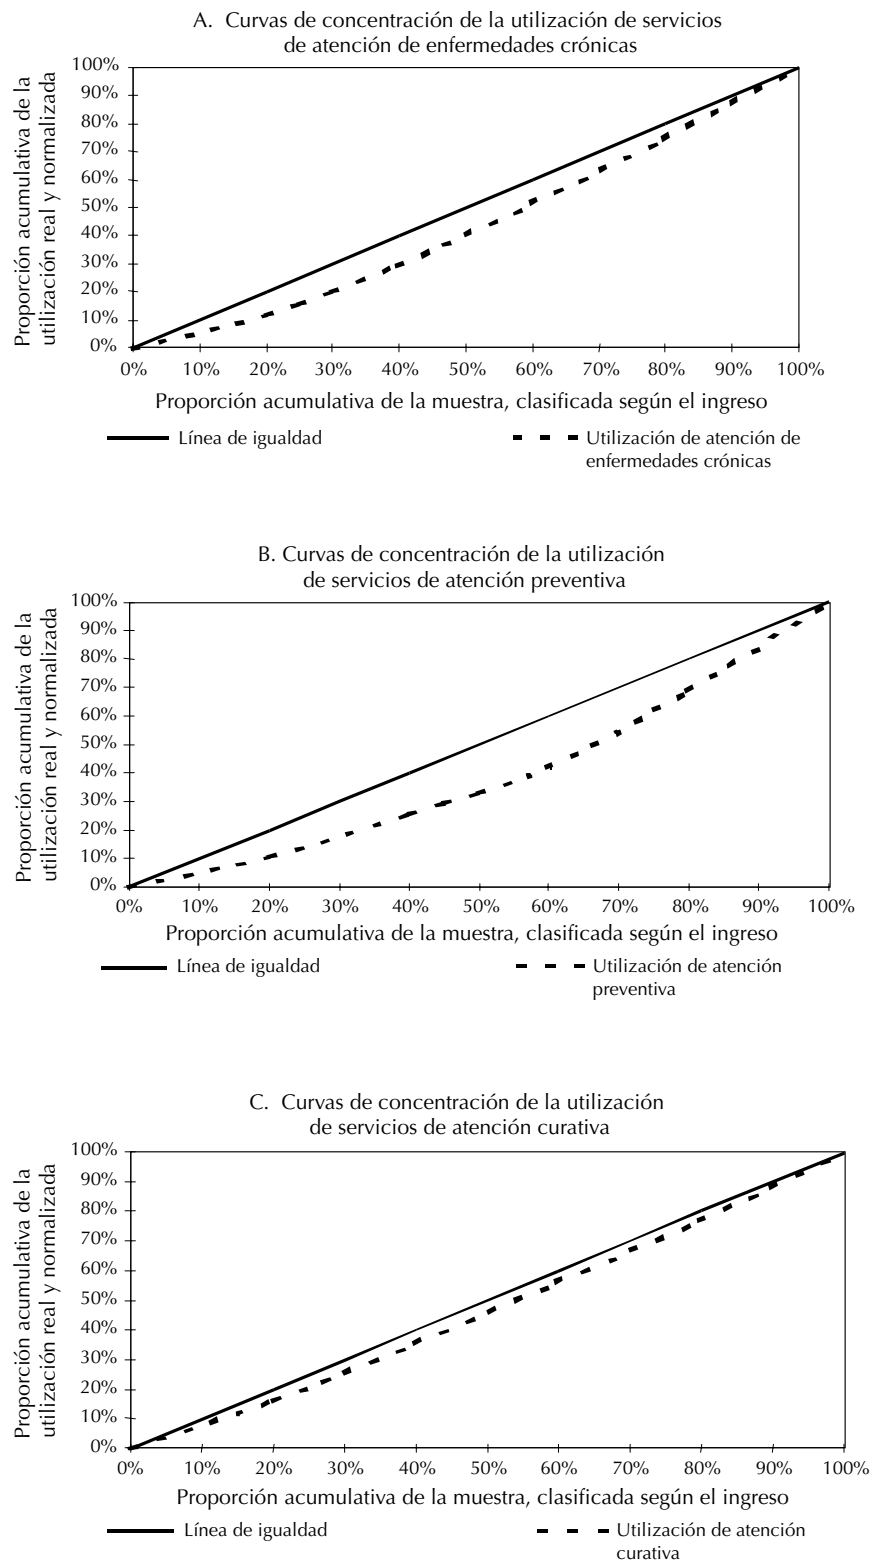 A. Curvas de concentración de la utilización de servicios
de atención de enfermedades crónicas
Proporción acumulativa de la
utilización real y normalizada
100%
90%
80%
70%
60%
50%
40%
30%
20%
10%
0%
0% 10% 20% 30% 40% 50% 60% 70% 80% 90% 100%
Proporción acumulativa de la muestra, clasificada según el ingreso
Línea de igualdad
Utilización de atención de
enfermedades crónicas
B. Curvas de concentración de la utilización
de servicios de atención preventiva
Proporción acumulativa de la
utilización real y normalizada
100%
90%
80%
70%
60%
50%
40%
30%
20%
10%
0%
0% 10% 20% 30% 40% 50% 60% 70% 80% 90% 100%
Proporción acumulativa de la muestra, clasificada según el ingreso
Línea de igualdad
Utilización de atención
preventiva
C. Curvas de concentración de la utilización
de servicios de atención curativa
Proporción acumulativa de la
utilización real y normalizada
100%
90%
80%
70%
60%
50%
40%
30%
20%
10%
0%
0% 10% 20% 30% 40% 50% 60% 70% 80% 90% 100%
Proporción acumulativa de la muestra, clasificada según el ingreso
Línea de igualdad
Utilización de atención
curativa